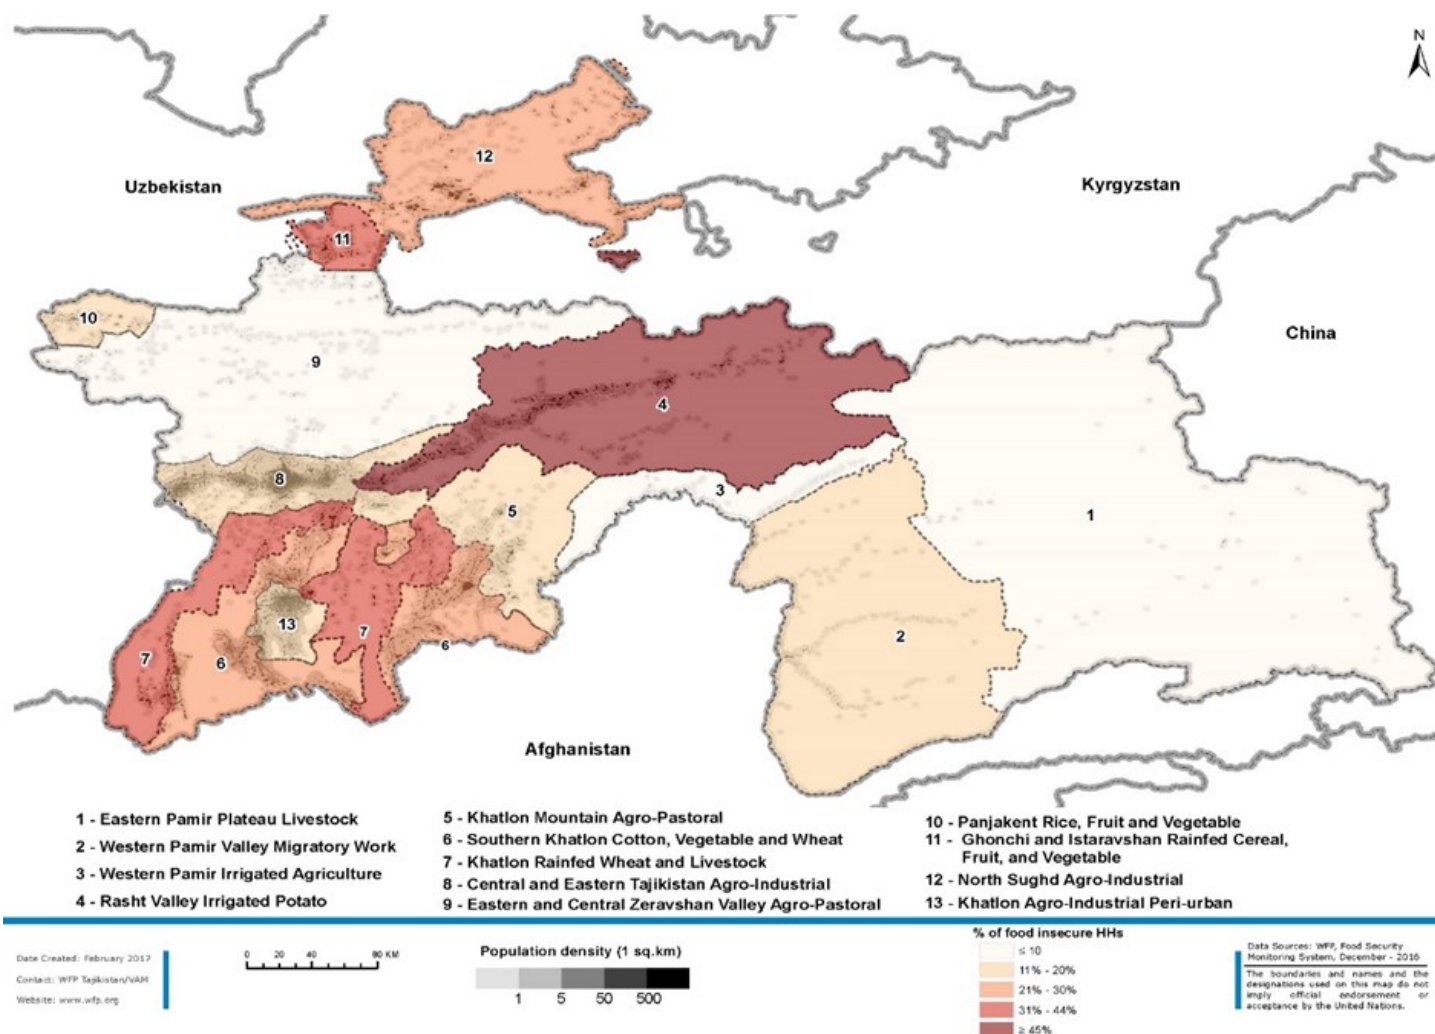 N
12
Uzbekistan
Kyrgyzstan
11
10
China
9
4
8
3
5
1
13
2
7
6
7
6
Afghanistan
1 - Eastern Pamir Plateau Livestock
2 - Western Pamir Valley Migratory Work
3 - Western Pamir Irrigated Agriculture
4 - Rasht Valley Irrigated Potato
5 - Khatlon Mountain Agro-Pastoral
6 - Southern Khatlon Cotton, Vegetable and Wheat
7 - Khatlon Rainfed Wheat and Livestock
8 - Central and Eastern Tajikistan Agro-Industrial
9 - Eastern and Central Zeravshan Valley Agro-Pastoral
10 - Panjakent Rice, Fruit and Vegetable
11 - Ghonchi and Istaravshan Rainfed Cereal,
Fruit, and Vegetable
12 - North Sughd Agro-Industrial
13 - Khatlon Agro-Industrial Peri-urban
Date Created: February 2017
Contact: WFP Tajikistan/VAM
Website: www.wfp.org
0 20 40 60 80 KM
Population density (1 sq.km)
1 5 50 500
% of food insecure HHs
≤ 10
11% - 20%
21% - 30%
31% - 44%
≥ 45%
Data Sources: WFP, Food Security
Monitoring System, December - 2016
The boundaries and names and the
designations used on this map do not
imply official endorsement or
acceptance by the United Nations.